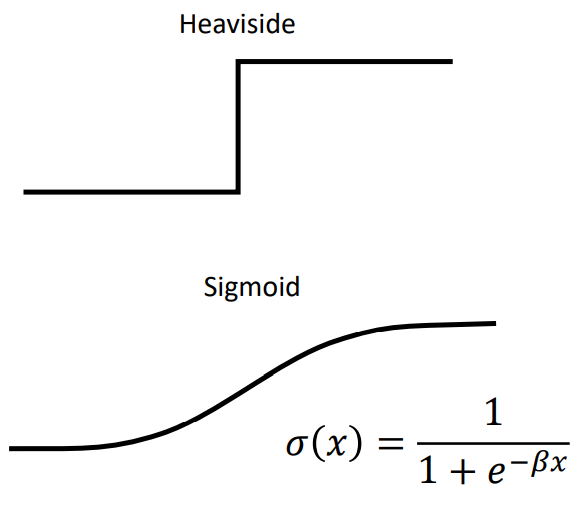 Heaviside
Sigmoid
σ(x) = 1 / (1 + e^{−βx})